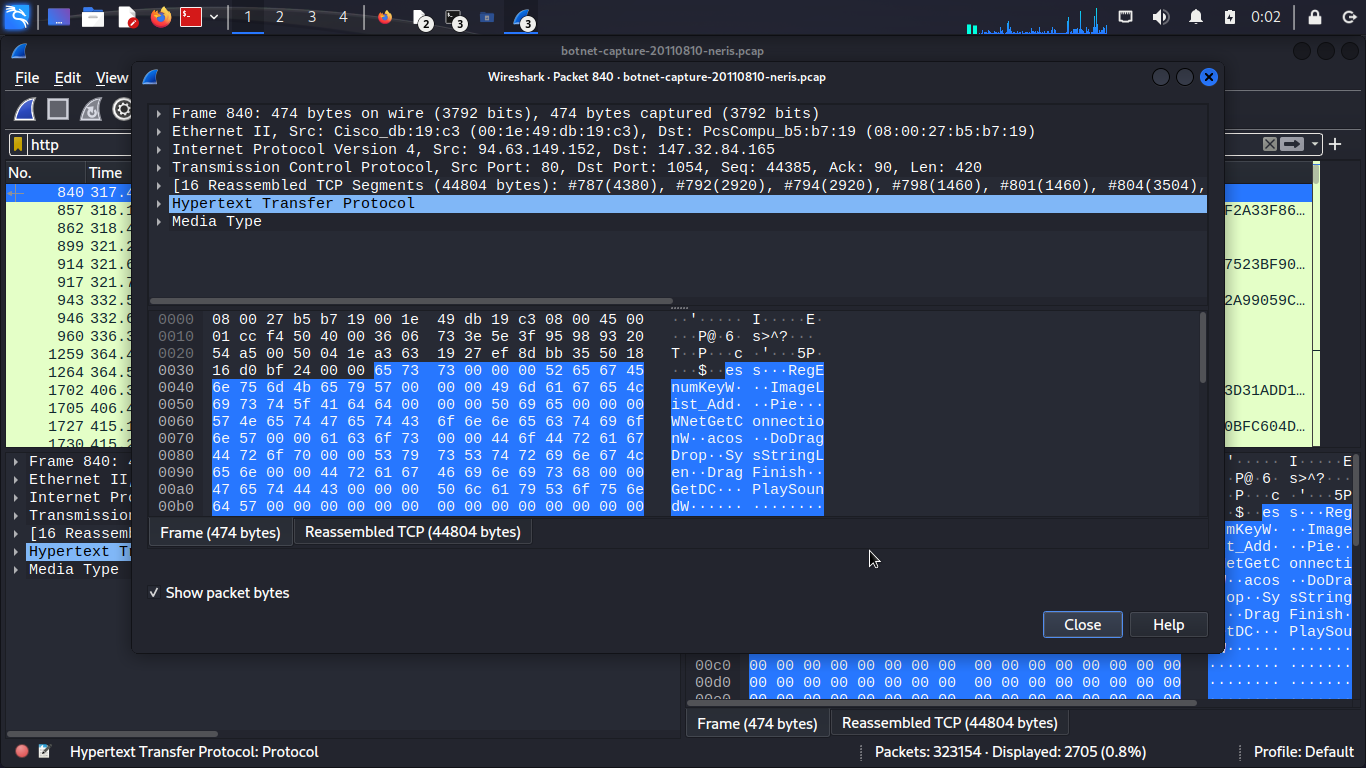 1 2 3 4 2 3 3 0:02
botnet-capture-20110810-neris.pcap
File Edit View
Wireshark · Packet 840 · botnet-capture-20110810-neris.pcap
http
No. Time
840 317.4
857 318.1
862 318.4
899 321.2
914 321.6
917 321.7
943 332.5
946 332.6
960 336.3
1259 364.4
1264 364.5
1702 406.3
1705 406.4
1727 415.1
1730 415.2
F2A33F86…
7523BF90…
2A99059C…
3D31ADD1…
0BFC604D…
Frame 840: 474 bytes on wire (3792 bits), 474 bytes captured (3792 bits)
Ethernet II, Src: Cisco_db:19:c3 (00:1e:49:db:19:c3), Dst: PcsCompu_b5:b7:19 (08:00:27:b5:b7:19)
Internet Protocol Version 4, Src: 94.63.149.152, Dst: 147.32.84.165
Transmission Control Protocol, Src Port: 80, Dst Port: 1054, Seq: 44385, Ack: 90, Len: 420
[16 Reassembled TCP Segments (44804 bytes): #787(4380), #792(2920), #794(2920), #798(1460), #801(1460), #804(3504),
Hypertext Transfer Protocol
Media Type
0000 08 00 27 b5 b7 19 00 1e 49 db 19 c3 08 00 45 00 ··'····· I·····E·
0010 01 cc f4 50 40 00 36 06 73 3e 5e 3f 95 98 93 20 ···P@·6· s>^?···
0020 54 a5 00 50 04 1e a3 63 19 27 ef 8d bb 35 50 18 T··P···c ·'···5P·
0030 16 d0 bf 24 00 00 65 73 73 00 00 00 52 65 67 45 ···$··es s···RegE
0040 6e 75 6d 4b 65 79 57 00 00 00 49 6d 61 67 65 4c numKeyW· ··ImageL
0050 69 73 74 5f 41 64 64 00 00 00 50 69 65 00 00 00 ist_Add· ··Pie···
0060 57 4e 65 74 47 65 74 43 6f 6e 6e 65 63 74 69 6f WNetGetC onnectio
0070 6e 57 00 00 61 63 6f 73 00 00 44 6f 44 72 61 67 nW··acos ··DoDrag
0080 44 72 6f 70 00 00 53 79 73 53 74 72 69 6e 67 4c Drop··Sy sStringL
0090 65 6e 00 00 44 72 61 67 46 69 6e 69 73 68 00 00 en··Drag Finish··
00a0 47 65 74 44 43 00 00 00 50 6c 61 79 53 6f 75 6e GetDC··· PlaySoun
00b0 64 57 00 00 00 00 00 00 00 00 00 00 00 00 00 00 dW······ ········
Frame (474 bytes) Reassembled TCP (44804 bytes)
Show packet bytes
Close Help
Frame 840: 4
Ethernet II,
Internet Pro
Transmission
[16 Reassemb
Hypertext Tr
Media Type
'····· I·····E
P@·6· s>^?···
P···c ·'···5P
$··es s···Reg
mKeyW· ··Image
t_Add· ··Pie··
etGetC onnecti
··acos ··DoDra
op··Sy sString
··Drag Finish·
tDC··· PlaySou
00c0 00 00 00 00 00 00 00 00 00 00 00 00 00 00 00 00 ········ ·······
00d0 00 00 00 00 00 00 00 00 00 00 00 00 00 00 00 00 ········ ·······
Frame (474 bytes) Reassembled TCP (44804 bytes)
Hypertext Transfer Protocol: Protocol Packets: 323154 · Displayed: 2705 (0.8%) Profile: Default